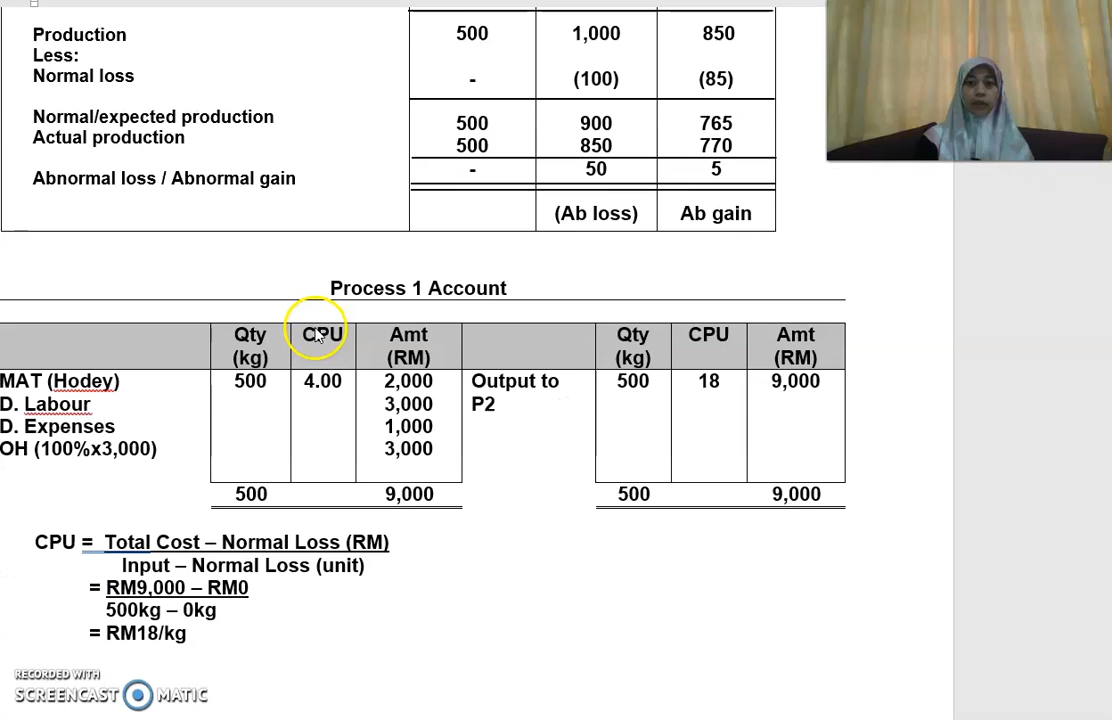 Production 500 1,000 850
Less:
Normal loss - (100) (85)
Normal/expected production 500 900 765
Actual production 500 850 770
Abnormal loss / Abnormal gain - 50 5
(Ab loss) Ab gain
Process 1 Account
Qty CPU Amt Qty CPU Amt
(kg) (RM) (kg) (RM)
MAT (Hodey) 500 4.00 2,000 Output to 500 18 9,000
D. Labour 3,000 P2
D. Expenses 1,000
OH (100%x3,000) 3,000
500 9,000 500 9,000
CPU = Total Cost – Normal Loss (RM)
Input – Normal Loss (unit)
= RM9,000 – RM0
500kg – 0kg
= RM18/kg
RECORDED WITH
SCREENCAST MATIC